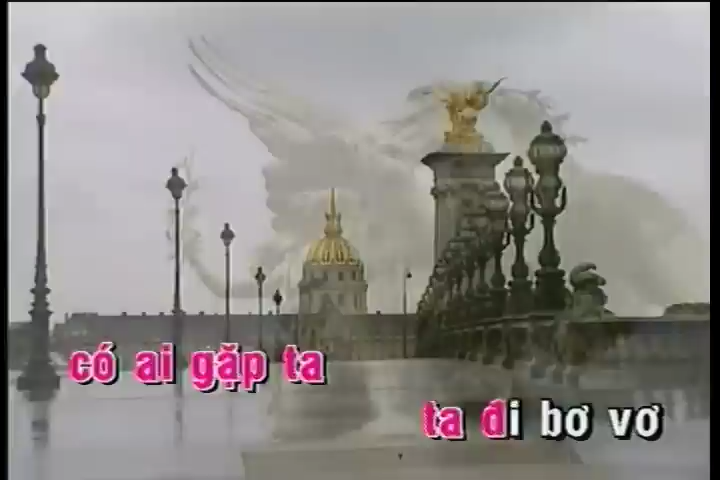 có ai gặp ta
ta đi bơ vơ